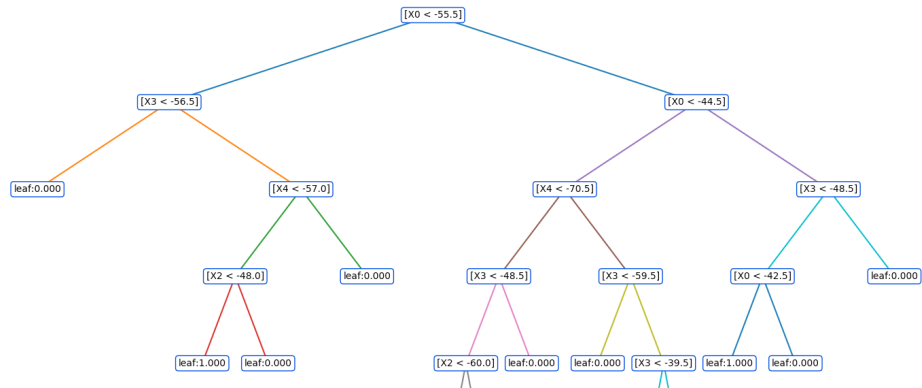 [X0 < -55.5]
[X3 < -56.5]
[X0 < -44.5]
leaf:0.000
[X4 < -57.0]
[X4 < -70.5]
[X3 < -48.5]
[X2 < -48.0]
leaf:0.000
[X3 < -48.5]
[X3 < -59.5]
[X0 < -42.5]
leaf:0.000
leaf:1.000
leaf:0.000
[X2 < -60.0]
leaf:0.000
leaf:0.000
[X3 < -39.5]
leaf:1.000
leaf:0.000